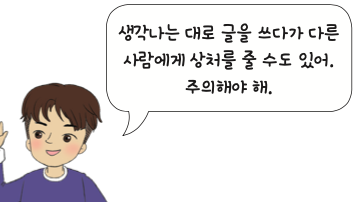 생각나는 대로 글을 쓰다가 다른
사람에게 상처를 줄 수도 있어.
주의해야 해.